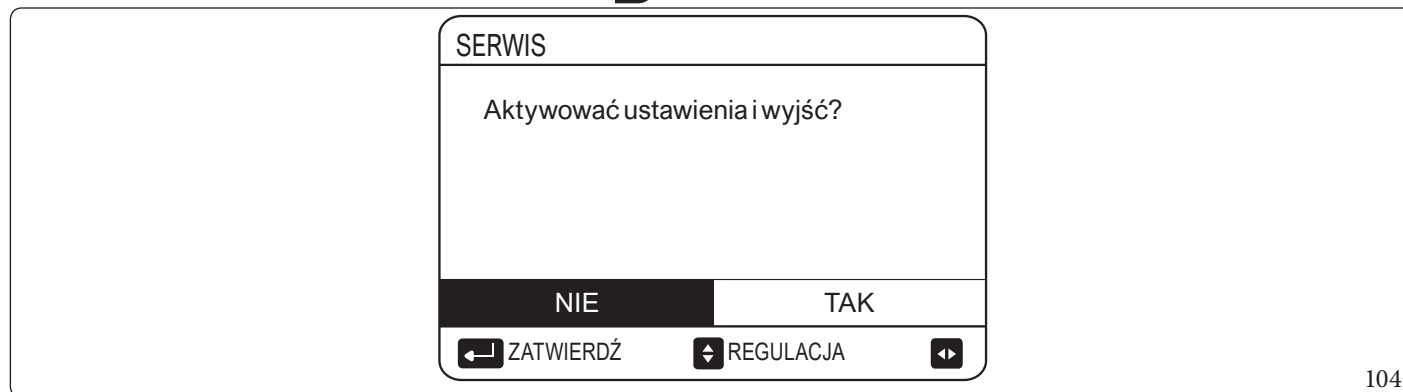 SERWIS
Aktywować ustawienia i wyjść?
NIE TAK
ZATWIERDŹ REGULACJA
104